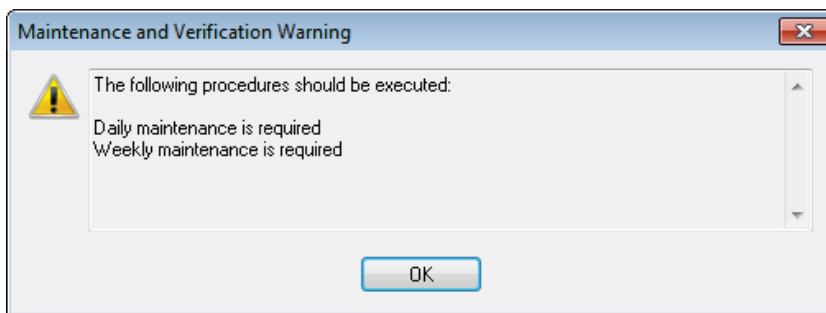 Maintenance and Verification Warning
The following procedures should be executed:
Daily maintenance is required
Weekly maintenance is required
OK